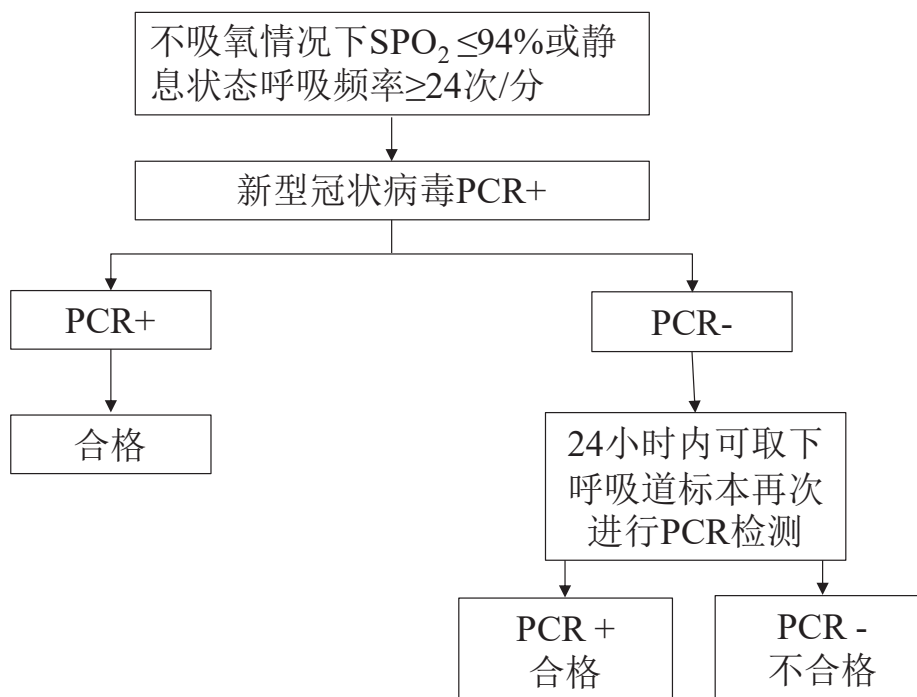 不吸氧情况下SPO₂ ≤94%或静
息状态呼吸频率≥24次/分
新型冠状病毒PCR+
PCR+
PCR-
合格
24小时内可取下
呼吸道标本再次
进行PCR检测
PCR +
合格
PCR -
不合格